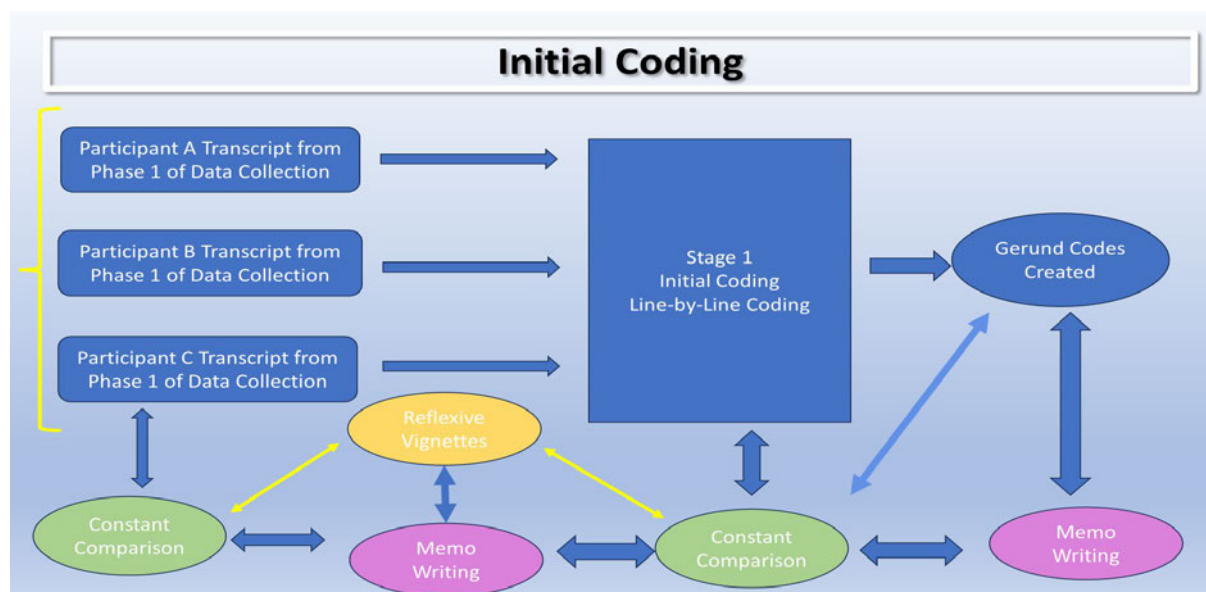 Initial Coding
Participant A Transcript from
Phase 1 of Data Collection
Participant B Transcript from
Phase 1 of Data Collection
Participant C Transcript from
Phase 1 of Data Collection
Stage 1
Initial Coding
Line-by-Line Coding
Gerund Codes
Created
Reflexive
Vignettes
Constant
Comparison
Memo
Writing
Constant
Comparison
Memo
Writing